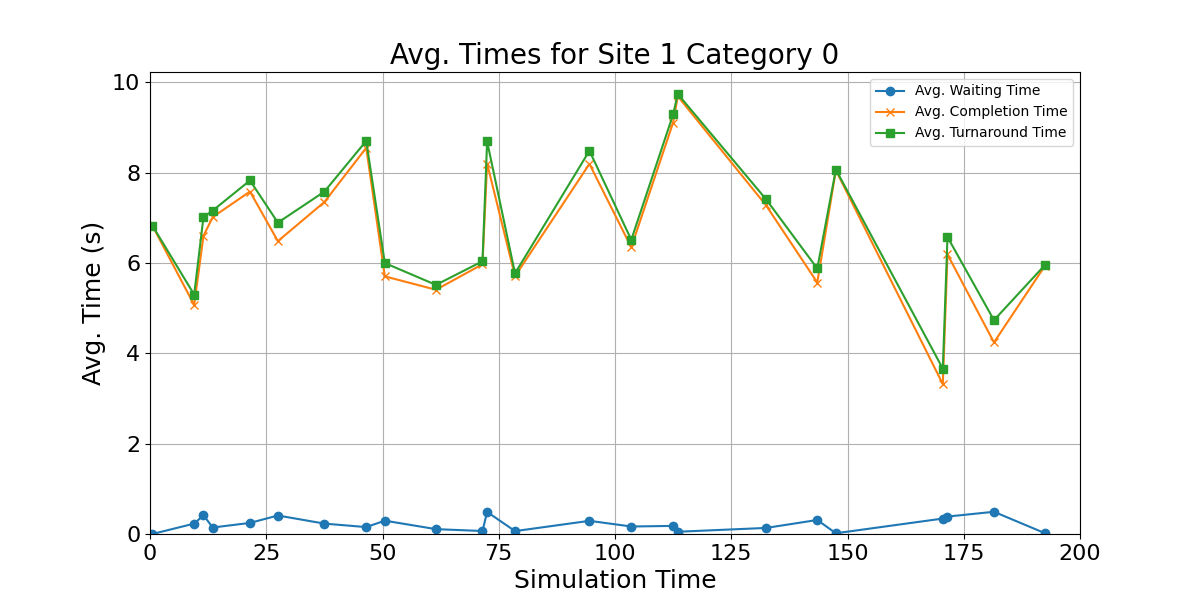 Avg. Times for Site 1 Category 0
Avg. Waiting Time
Avg. Completion Time
Avg. Turnaround Time
Avg. Time (s)
10
8
6
4
2
0
0 25 50 75 100 125 150 175 200
Simulation Time